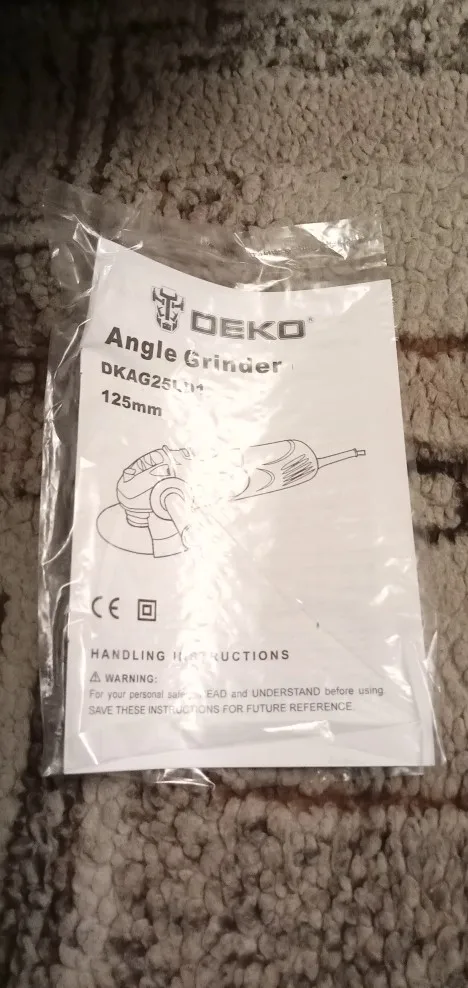 DEKO®
Angle Grinder
125mm
CE
HANDLING INSTRUCTIONS
WARNING:
For your personal READ and UNDERSTAND before using.
SAVE THESE INSTRUCTIONS FOR FUTURE REFERENCE.